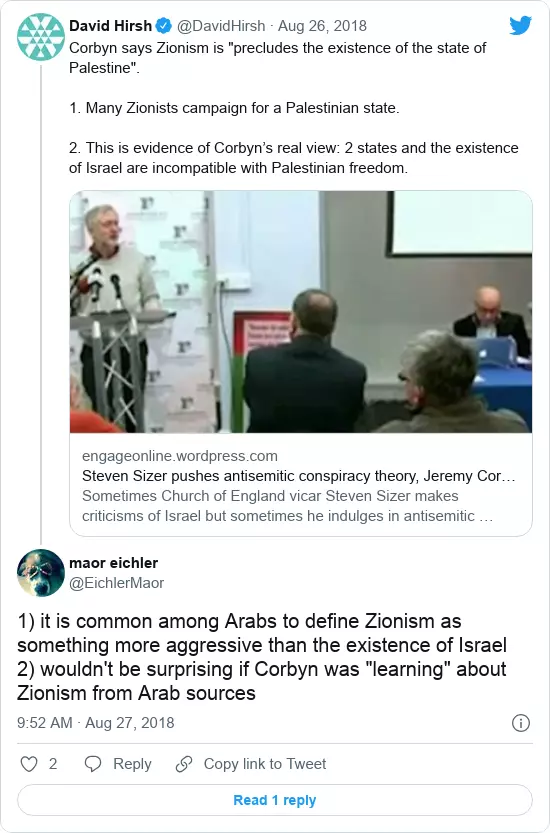 David Hirsh @DavidHirsh · Aug 26, 2018
Corbyn says Zionism is "precludes the existence of the state of
Palestine".
1. Many Zionists campaign for a Palestinian state.
2. This is evidence of Corbyn’s real view: 2 states and the existence
of Israel are incompatible with Palestinian freedom.
engageonline.wordpress.com
Steven Sizer pushes antisemitic conspiracy theory, Jeremy Cor…
Sometimes Church of England vicar Steven Sizer makes
criticisms of Israel but sometimes he indulges in antisemitic …
maor eichler
@EichlerMaor
1) it is common among Arabs to define Zionism as
something more aggressive than the existence of Israel
2) wouldn't be surprising if Corbyn was "learning" about
Zionism from Arab sources
9:52 AM · Aug 27, 2018
2 Reply Copy link to Tweet
Read 1 reply